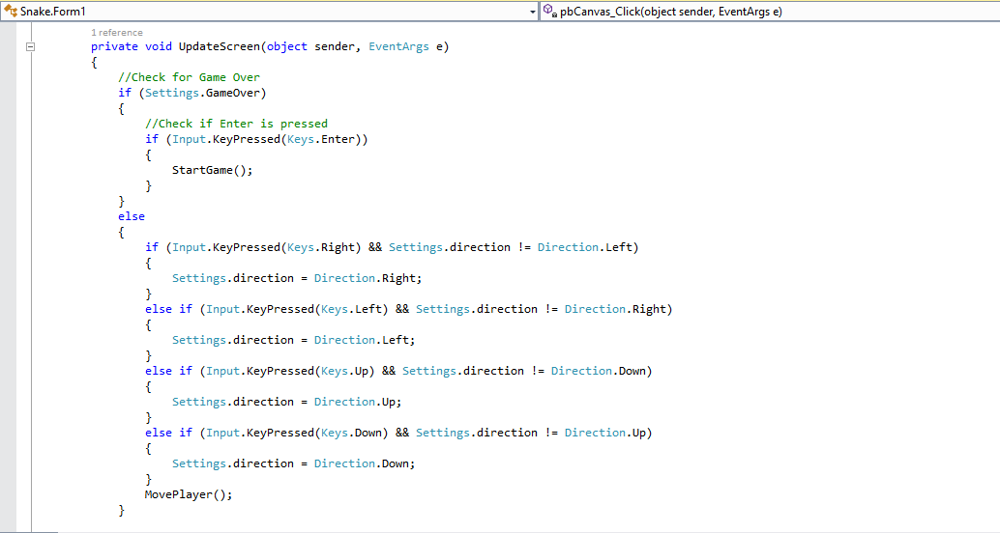 Snake.Form1 pbCanvas_Click(object sender, EventArgs e)
1 reference
private void UpdateScreen(object sender, EventArgs e)
{
//Check for Game Over
if (Settings.GameOver)
{
//Check if Enter is pressed
if (Input.KeyPressed(Keys.Enter))
{
StartGame();
}
}
else
{
if (Input.KeyPressed(Keys.Right) && Settings.direction != Direction.Left)
{
Settings.direction = Direction.Right;
}
else if (Input.KeyPressed(Keys.Left) && Settings.direction != Direction.Right)
{
Settings.direction = Direction.Left;
}
else if (Input.KeyPressed(Keys.Up) && Settings.direction != Direction.Down)
{
Settings.direction = Direction.Up;
}
else if (Input.KeyPressed(Keys.Down) && Settings.direction != Direction.Up)
{
Settings.direction = Direction.Down;
}
MovePlayer();
}